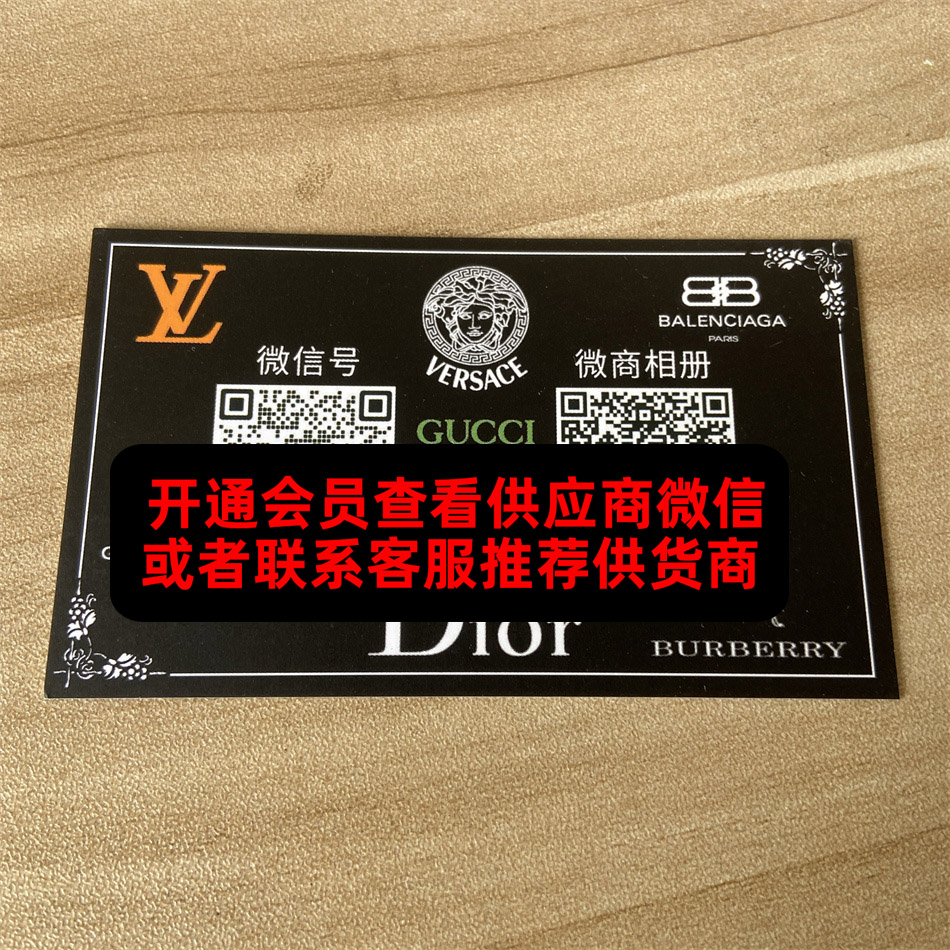 LV
VERSACE
BALENCIAGA
PARIS
微信号
微商相册
GUCCI
开通会员查看供应商微信
或者联系客服推荐供货商
Dior
BURBERRY